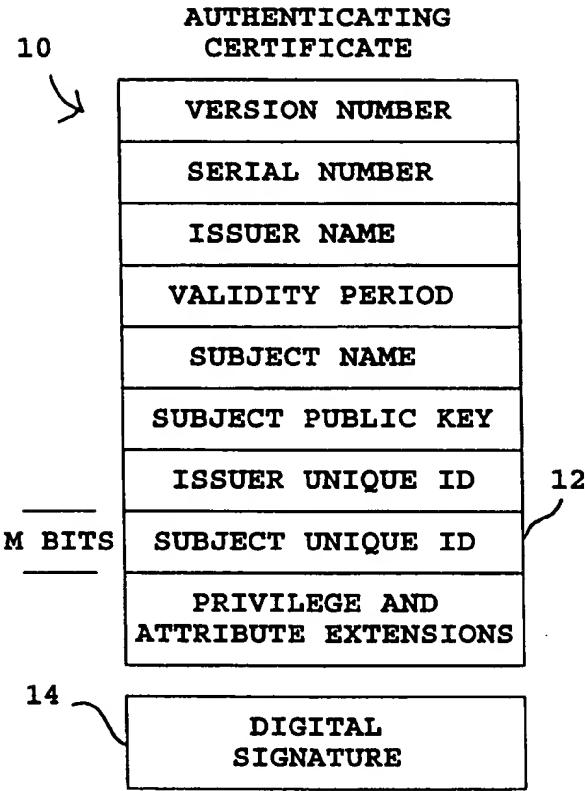 AUTHENTICATING
CERTIFICATE
10
VERSION NUMBER
SERIAL NUMBER
ISSUER NAME
VALIDITY PERIOD
SUBJECT NAME
SUBJECT PUBLIC KEY
ISSUER UNIQUE ID
12
M BITS
SUBJECT UNIQUE ID
PRIVILEGE AND
ATTRIBUTE EXTENSIONS
14
DIGITAL
SIGNATURE